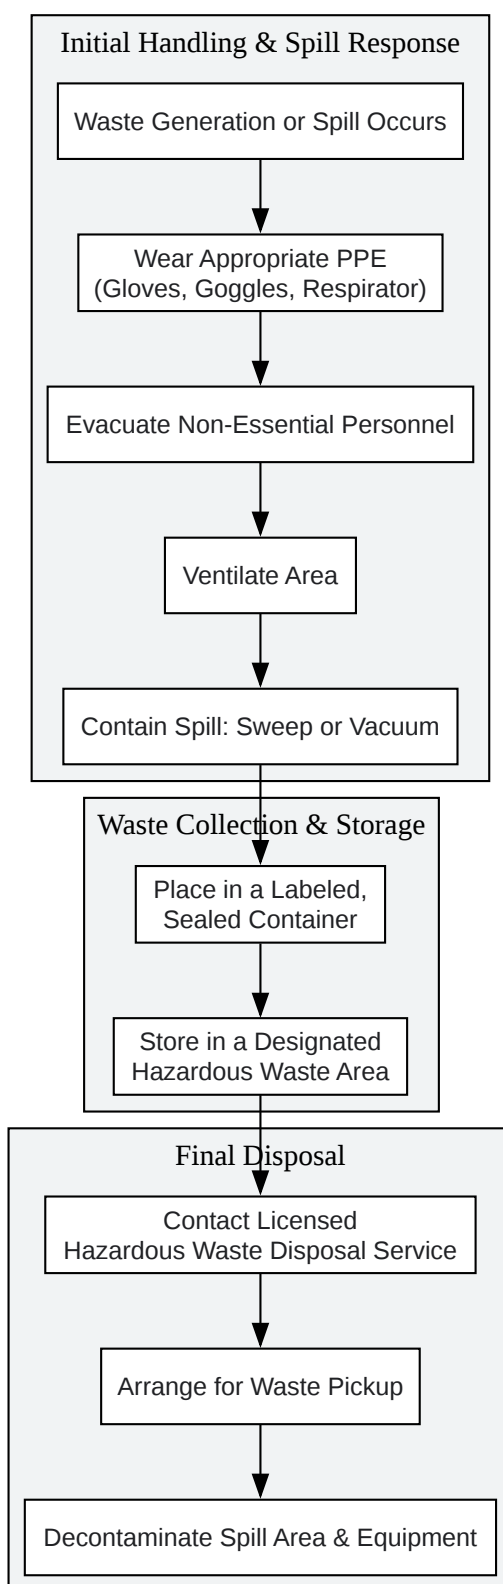 Initial Handling & Spill Response
Waste Generation or Spill Occurs
Wear Appropriate PPE
(Gloves, Goggles, Respirator)
Evacuate Non-Essential Personnel
Ventilate Area
Contain Spill: Sweep or Vacuum
Waste Collection & Storage
Place in a Labeled,
Sealed Container
Store in a Designated
Hazardous Waste Area
Final Disposal
Contact Licensed
Hazardous Waste Disposal Service
Arrange for Waste Pickup
Decontaminate Spill Area & Equipment